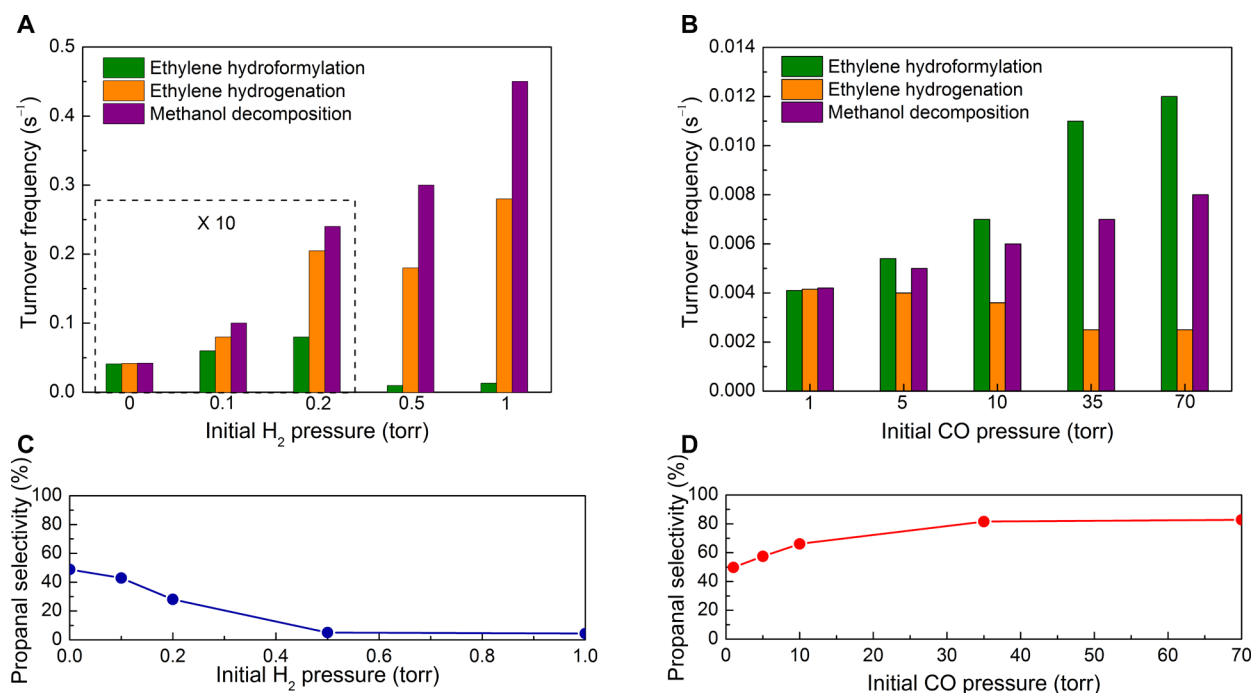 A
Turnover frequency (s⁻¹)
0.5
0.4
0.3
0.2
0.1
0.0
Ethylene hydroformylation
Ethylene hydrogenation
Methanol decomposition
X 10
0 0.1 0.2 0.5 1
Initial H₂ pressure (torr)
B
Turnover frequency (s⁻¹)
0.014
0.012
0.010
0.008
0.006
0.004
0.002
0.000
Ethylene hydroformylation
Ethylene hydrogenation
Methanol decomposition
1 5 10 35 70
Initial CO pressure (torr)
C
Propanal selectivity (%)
100
80
60
40
20
0
0.0 0.2 0.4 0.6 0.8 1.0
Initial H₂ pressure (torr)
D
Propanal selectivity (%)
100
80
60
40
20
0
0 10 20 30 40 50 60 70
Initial CO pressure (torr)